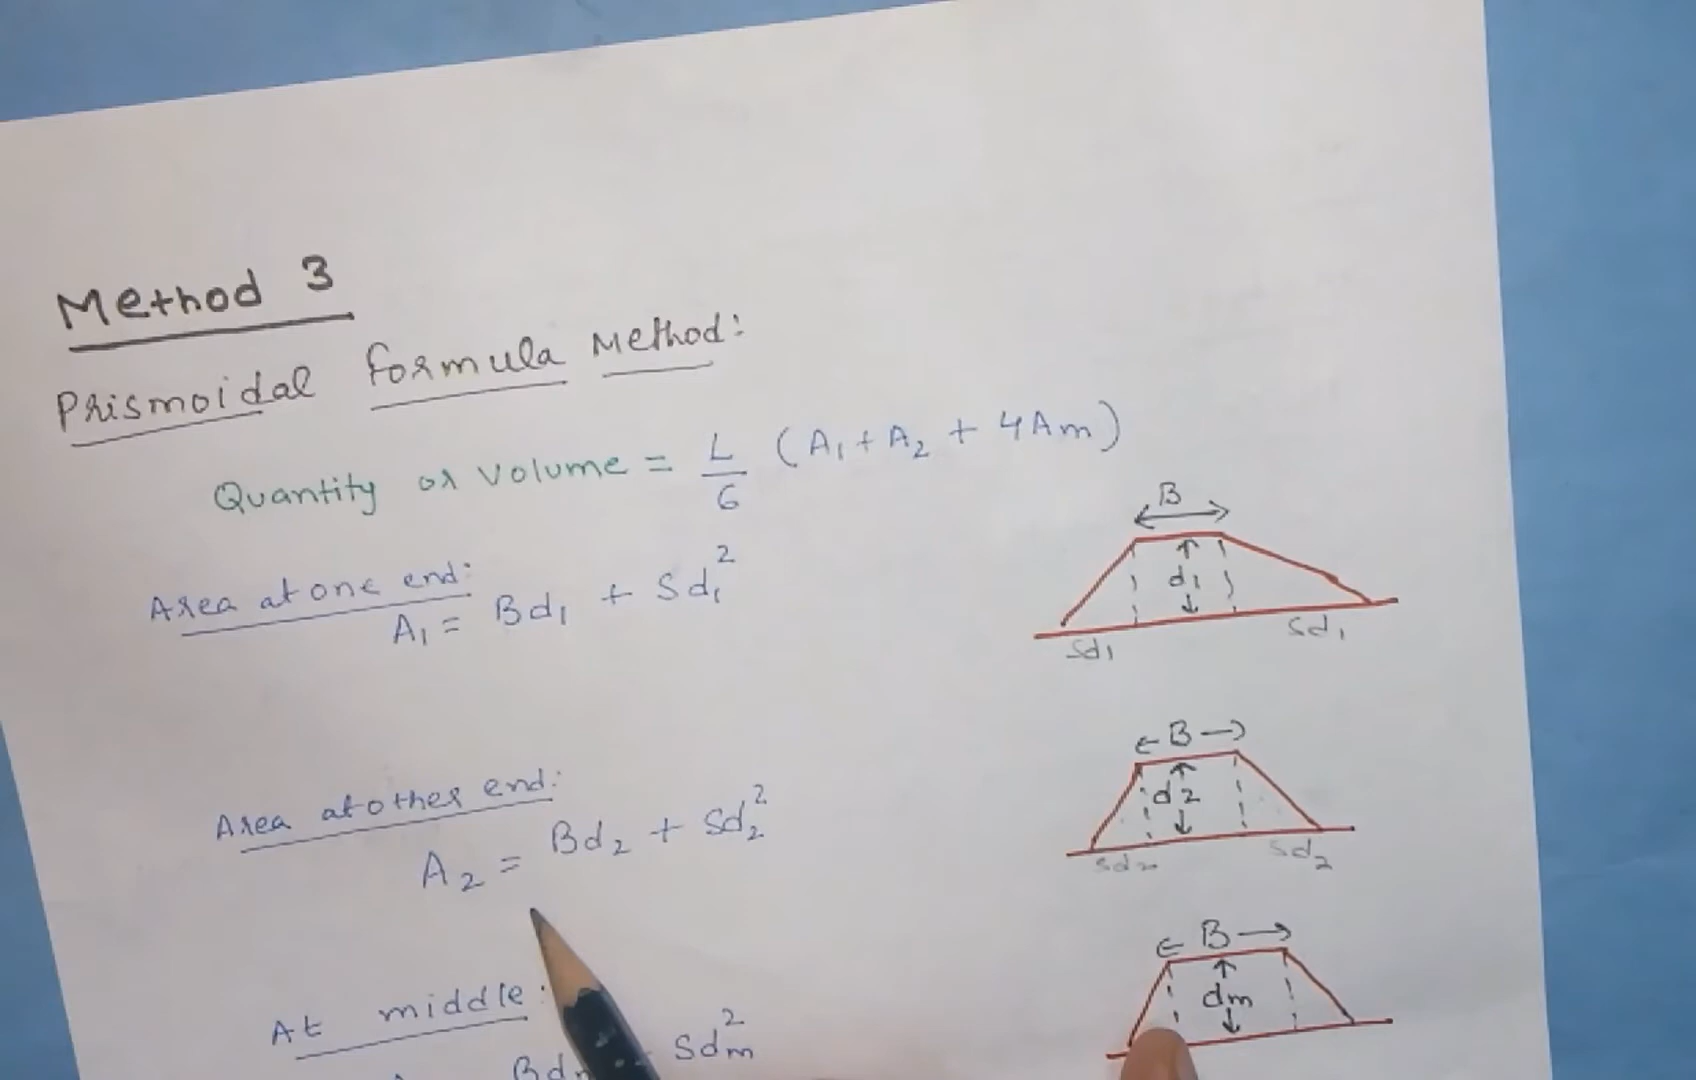 Method 3
Prismoidal formula Method:
Quantity or Volume = L/6 (A₁ + A₂ + 4Am)
B
d₁
Sd₁ Sd₁
Area at one end:
A₁ = Bd₁ + Sd₁²
B
d₂
Sd₂ Sd₂
Area at other end:
A₂ = Bd₂ + Sd₂²
B
dm
At middle:
Sdm²